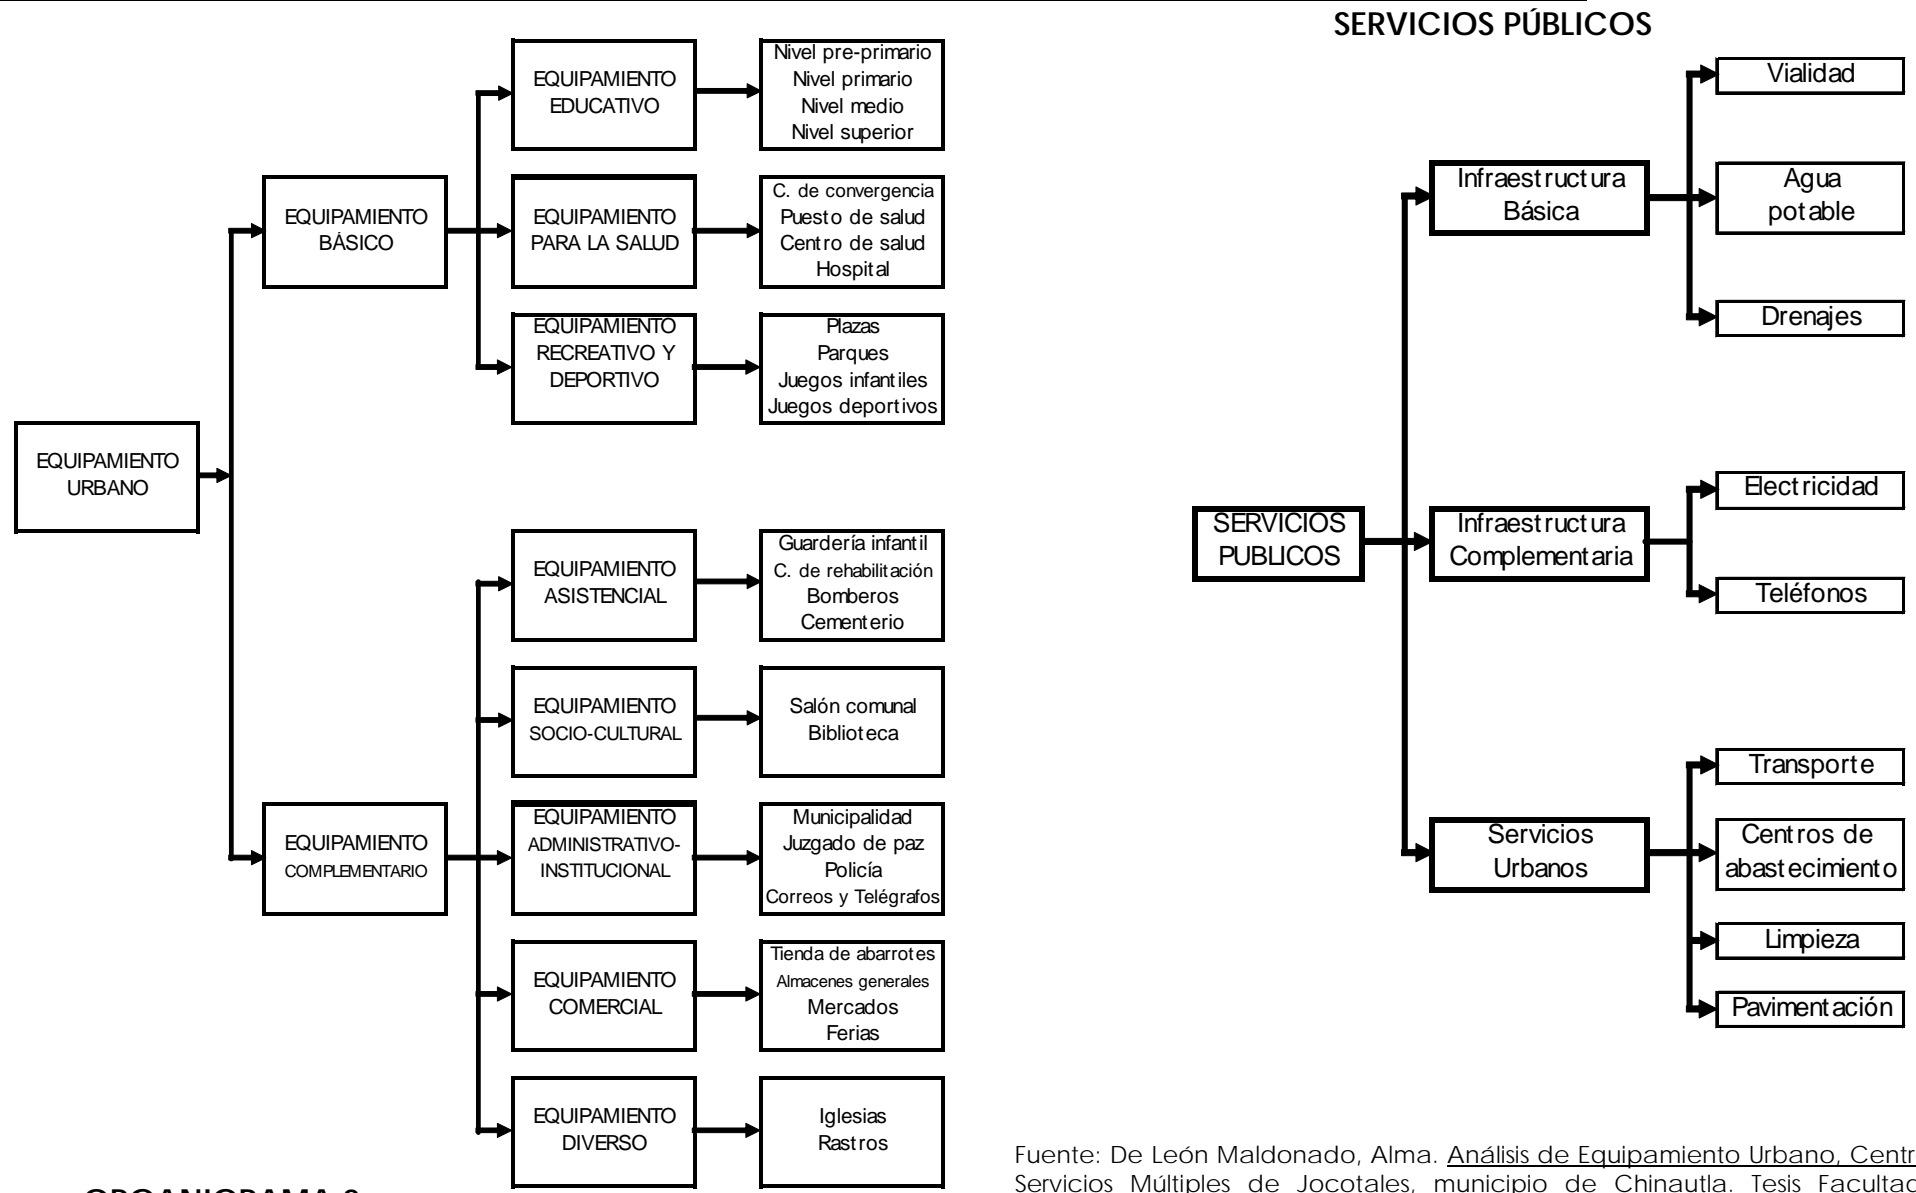 EQUIPAMIENTO
URBANO
EQUIPAMIENTO
BÁSICO
EQUIPAMIENTO
EDUCATIVO
Nivel pre-primario
Nivel primario
Nivel medio
Nivel superior
EQUIPAMIENTO
PARA LA SALUD
C. de convergencia
Puesto de salud
Centro de salud
Hospital
EQUIPAMIENTO
RECREATIVO Y
DEPORTIVO
Plazas
Parques
Juegos infantiles
Juegos deportivos
EQUIPAMIENTO
COMPLEMENTARIO
EQUIPAMIENTO
ASISTENCIAL
Guardería infantil
C. de rehabilitación
Bomberos
Cementerio
EQUIPAMIENTO
SOCIO-CULTURAL
Salón comunal
Biblioteca
EQUIPAMIENTO
ADMINISTRATIVO-
INSTITUCIONAL
Municipalidad
Juzgado de paz
Policía
Correos y Telégrafos
EQUIPAMIENTO
COMERCIAL
Tienda de abarrotes
Almacenes generales
Mercados
Ferias
EQUIPAMIENTO
DIVERSO
Iglesias
Rastros
SERVICIOS PÚBLICOS
SERVICIOS
PUBLICOS
Infraestructura
Básica
Vialidad
Agua
potable
Drenajes
Infraestructura
Complementaria
Electricidad
Teléfonos
Servicios
Urbanos
Transporte
Centros de
abastecimiento
Limpieza
Pavimentación
Fuente: De León Maldonado, Alma. Análisis de Equipamiento Urbano, Centr
Servicios Múltiples de Jocotales, municipio de Chinautla. Tesis Facultad